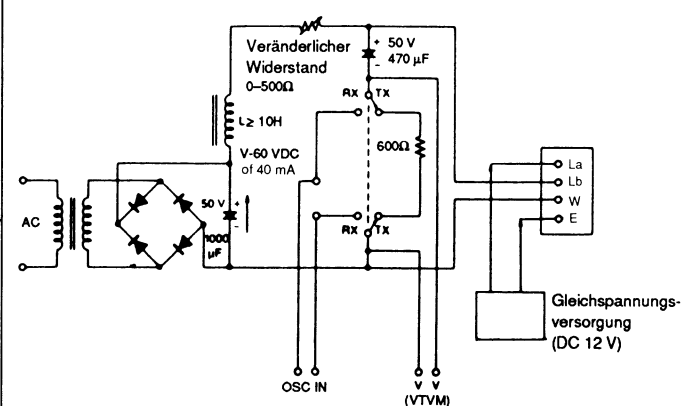 Veränderlicher
Widerstand
0–500Ω
+ 50 V
470 µF
–
RX TX
L≥ 10H
600Ω
V-60 VDC
of 40 mA
50 V +
–
1000
µF
AC
RX TX
La
Lb
W
E
Gleichspannungs-
versorgung
(DC 12 V)
OSC IN
V V
(VTVM)